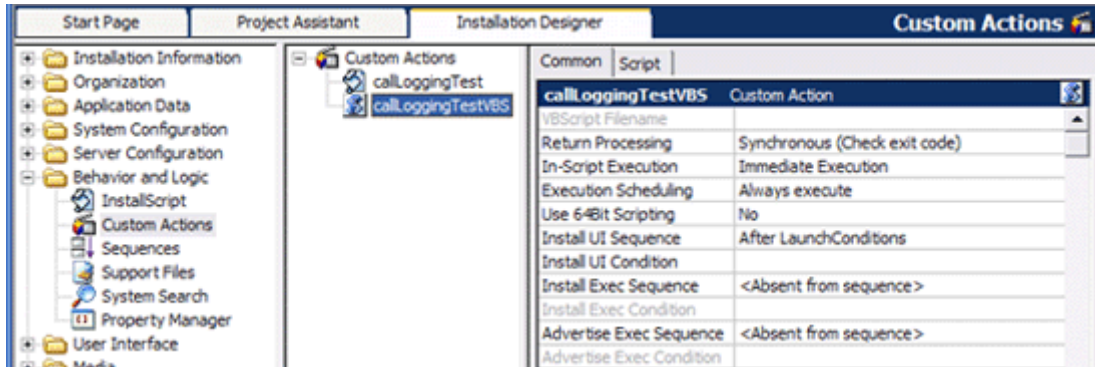 Start Page Project Assistant Installation Designer Custom Actions
Installation Information
Organization
Application Data
System Configuration
Server Configuration
Behavior and Logic
InstallScript
Custom Actions
Sequences
Support Files
System Search
Property Manager
User Interface
Media
Custom Actions
callLoggingTest
callLoggingTestVBS
Common Script
callLoggingTestVBS Custom Action
VBScript Filename
Return Processing Synchronous (Check exit code)
In-Script Execution Immediate Execution
Execution Scheduling Always execute
Use 64Bit Scripting No
Install UI Sequence After LaunchConditions
Install UI Condition
Install Exec Sequence <Absent from sequence>
Install Exec Condition
Advertise Exec Sequence <Absent from sequence>
Advertise Exec Condition